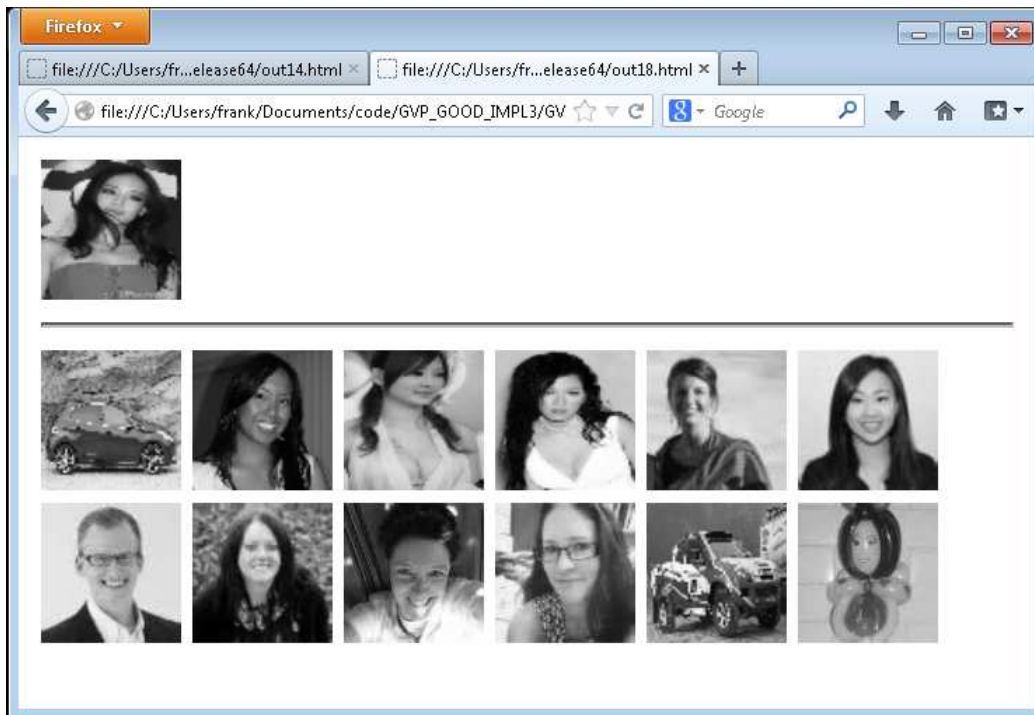 Firefox
file:///C:/Users/fr...elease64/out14.html
file:///C:/Users/fr...elease64/out18.html
file:///C:/Users/frank/Documents/code/GVP_GOOD_IMPL3/GV
Google